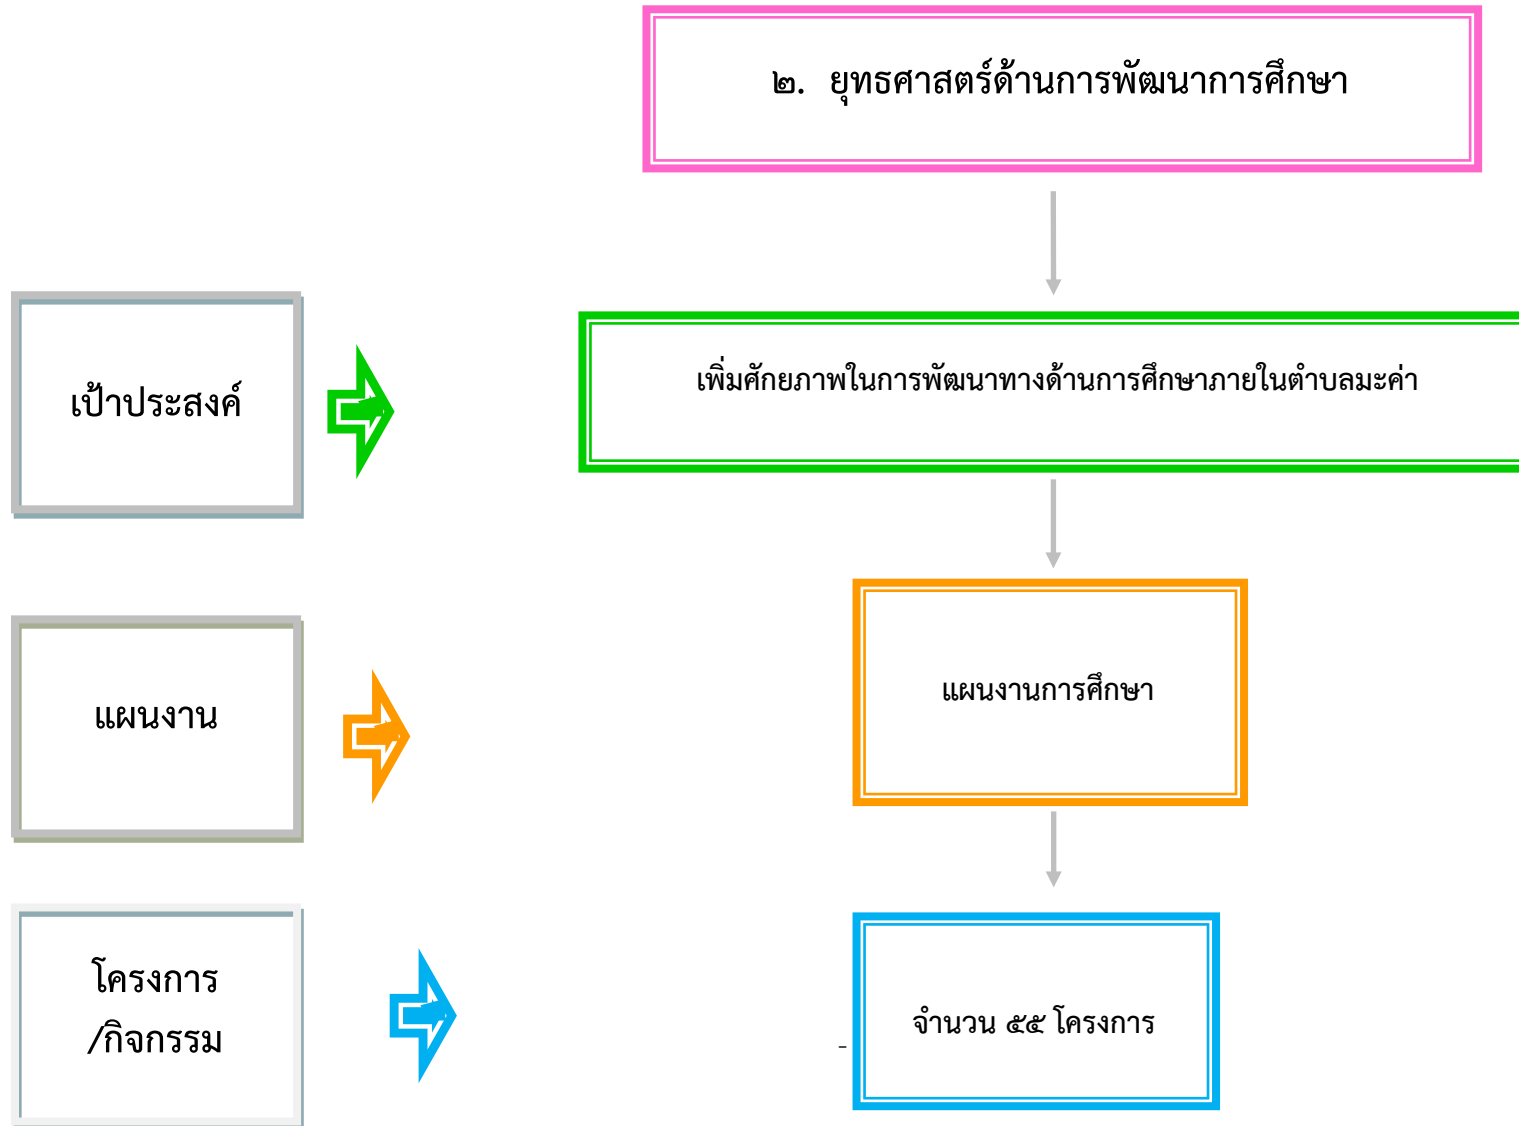 ๒. ยุทธศาสตร์ด้านการพัฒนาการศึกษา
เป้าประสงค์
เพิ่มศักยภาพในการพัฒนาทางด้านการศึกษาภายในตำบลมะค่า
แผนงาน
แผนงานการศึกษา
โครงการ
/กิจกรรม
- จำนวน ๕๕ โครงการ